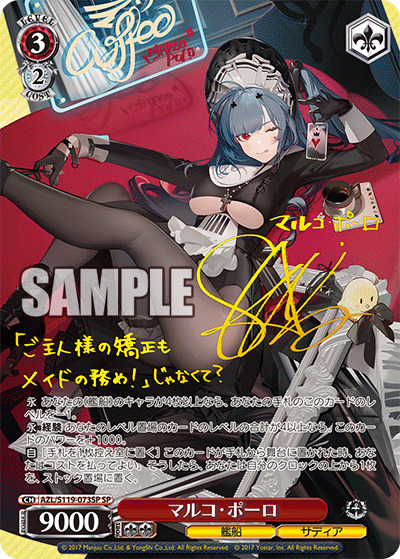 LEVEL
3
2
COST
Coffee
Marco
Polo
マルコ・ポーロ
SAMPLE
「ご主人様の矯正も
メイドの務め!」じゃなくて?
永 あなたの《艦船》のキャラが4枚以上なら、あなたの手札のこのカードの
レベルを－1。
永 経験 あなたのレベル置場のカードのレベルの合計が4以上なら、このカード
のパワーを＋1000。
自 [手札を1枚控え室に置く] このカードが手札から舞台に置かれた時、あ
なたはコストを払ってよい。そうしたら、あなたは自分のクロックの上から1枚
を、ストック置場に置く。
CH AZL/S119-073SP SP
POWER
9000
マルコ・ポーロ
艦船
サディア
© 2017 Manjuu Co.,Ltd. & YongShi Co.,Ltd. All Rights Reserved. © 2017 Yostar, Inc. All Rights Reserved.